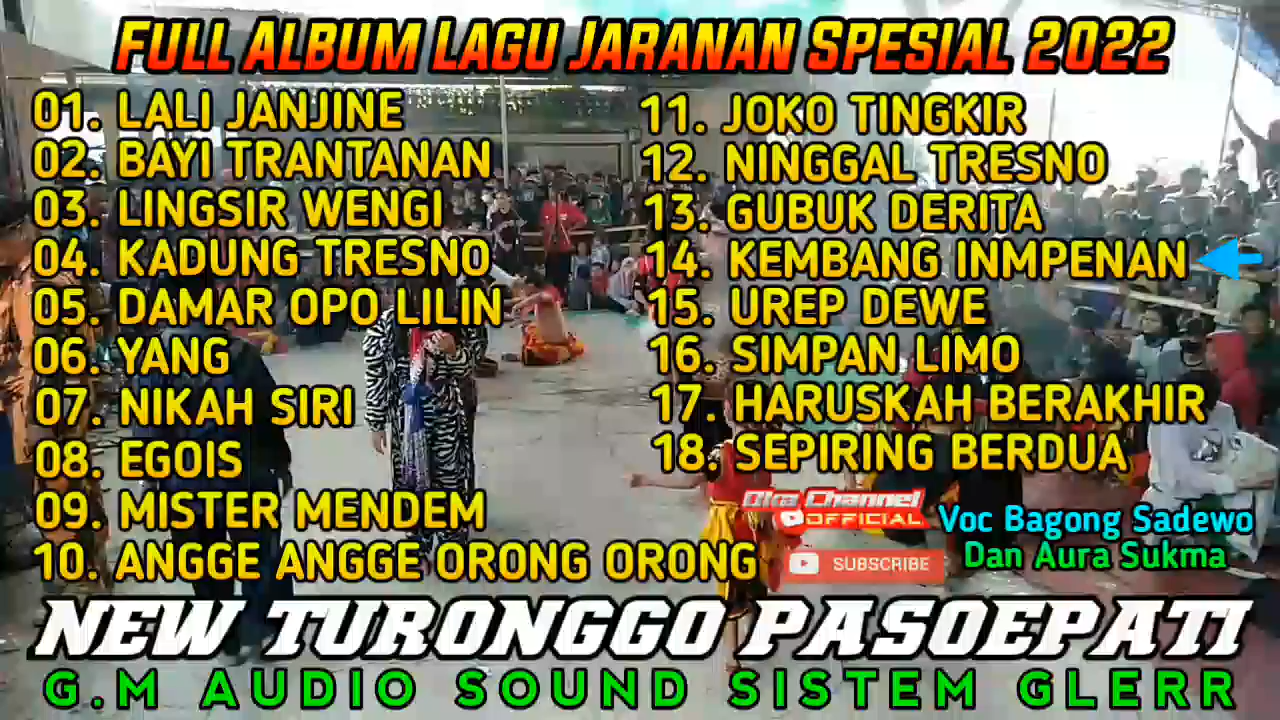 FULL ALBUM LAGU JARANAN SPESIAL 2022
01. LALI JANJINE
02. BAYI TRANTANAN
03. LINGSIR WENGI
04. KADUNG TRESNO
05. DAMAR OPO LILIN
06. YANG
07. NIKAH SIRI
08. EGOIS
09. MISTER MENDEM
10. ANGGE ANGGE ORONG ORONG
11. JOKO TINGKIR
12. NINGGAL TRESNO
13. GUBUK DERITA
14. KEMBANG INMPENAN
15. UREP DEWE
16. SIMPAN LIMO
17. HARUSKAH BERAKHIR
18. SEPIRING BERDUA
Oka Channel
OFFICIAL
SUBSCRIBE
Voc Bagong Sadewo
Dan Aura Sukma
NEW TURONGGO PASOEPATI
G.M AUDIO SOUND SISTEM GLERR